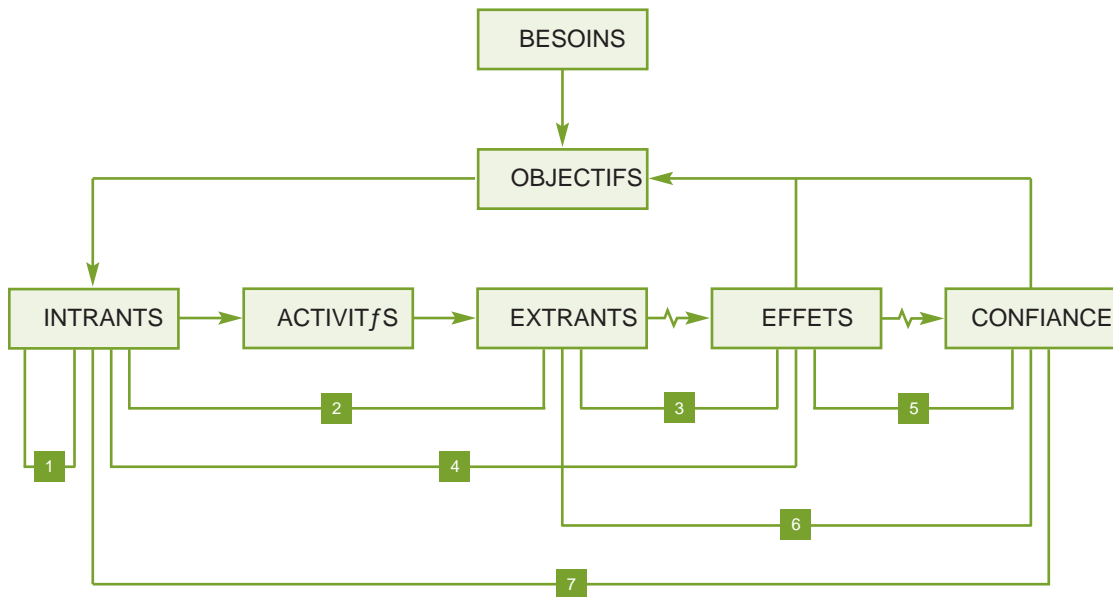 BESOINS
OBJECTIFS
INTRANTS
ACTIVITƒS
EXTRANTS
EFFETS
CONFIANCE
2
3
5
1
4
6
7